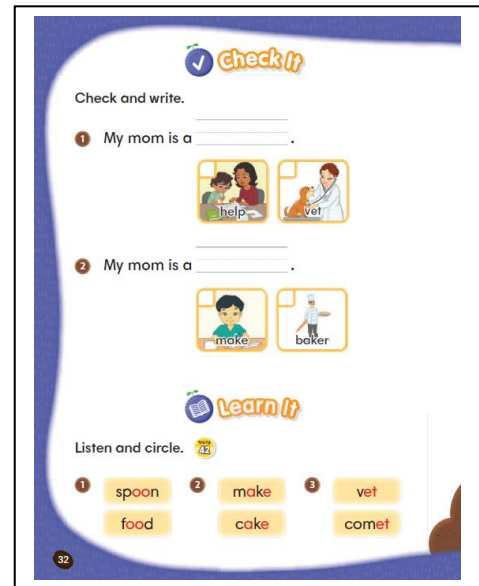 Check It
Check and write.
1 My mom is a .
help vet
2 My mom is a .
make baker
Learn It
Listen and circle. TRACK 42
1 spoon 2 make 3 vet
food cake comet
32